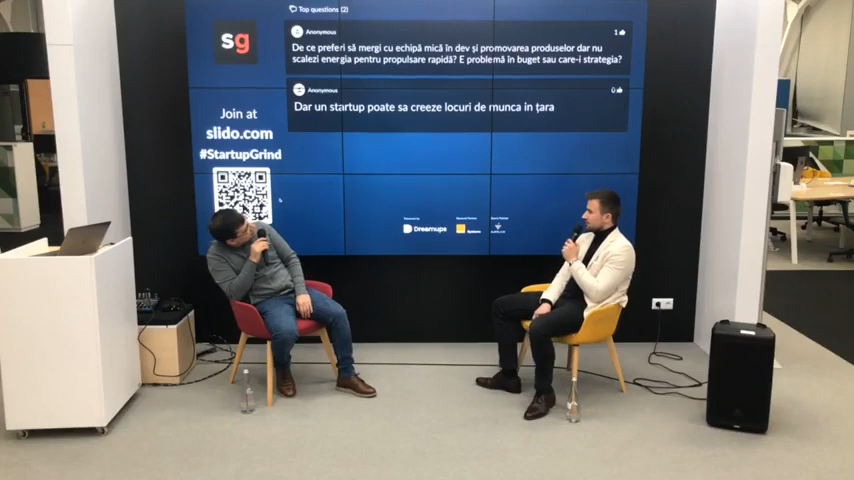 Top questions (2)
sg
Anonymous
1
De ce preferi să mergi cu echipă mică în dev și promovarea produselor dar nu
scalezi energia pentru propulsare rapidă? E problemă în buget sau care-i strategia?
Anonymous
0
Dar un startup poate sa creeze locuri de munca in țara
Join at
slido.com
#StartupGrind
Dreamups
Systems